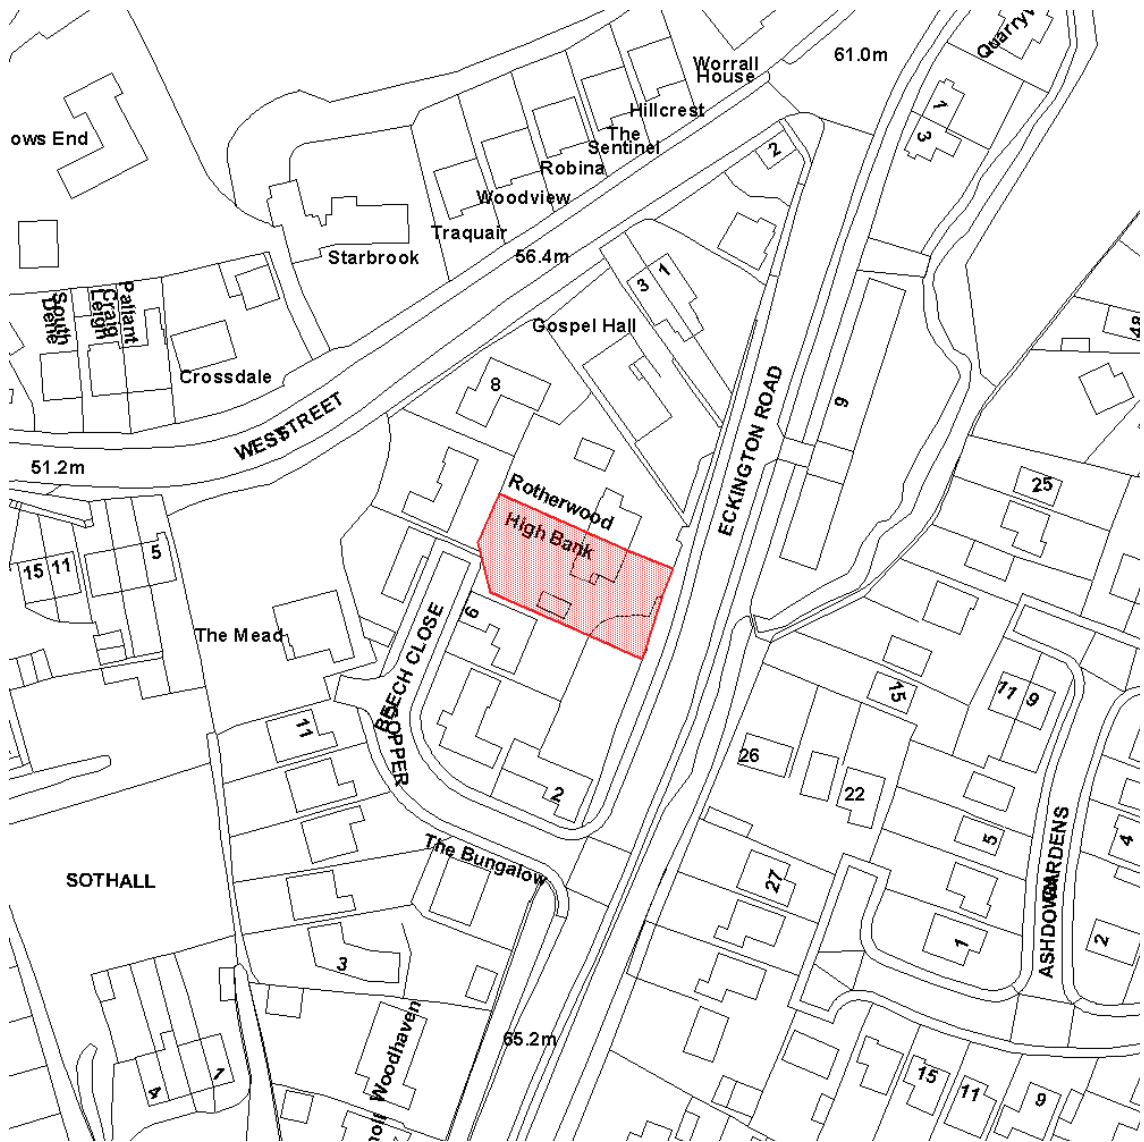 61.0m
Worrall
House
Hillcrest
1
3
ows End
The
Sentinel
2
Robina
Woodview
Traquair
Starbrook
56.4m
1
3
South
Dene
Craig
Leigh
Pallant
Gospel Hall
48
Crossdale
8
9
WEST STREET
ECKINGTON ROAD
51.2m
25
Rotherwood
High Bank
5
15
11
6
The Mead
BEECH CLOSE
COPPER
15
11
9
11
26
22
2
5
4
ASHDOWN
GARDENS
The Bungalow
SOTHALL
27
1
2
3
65.2m
Woodhaven
4
1
15
11
9